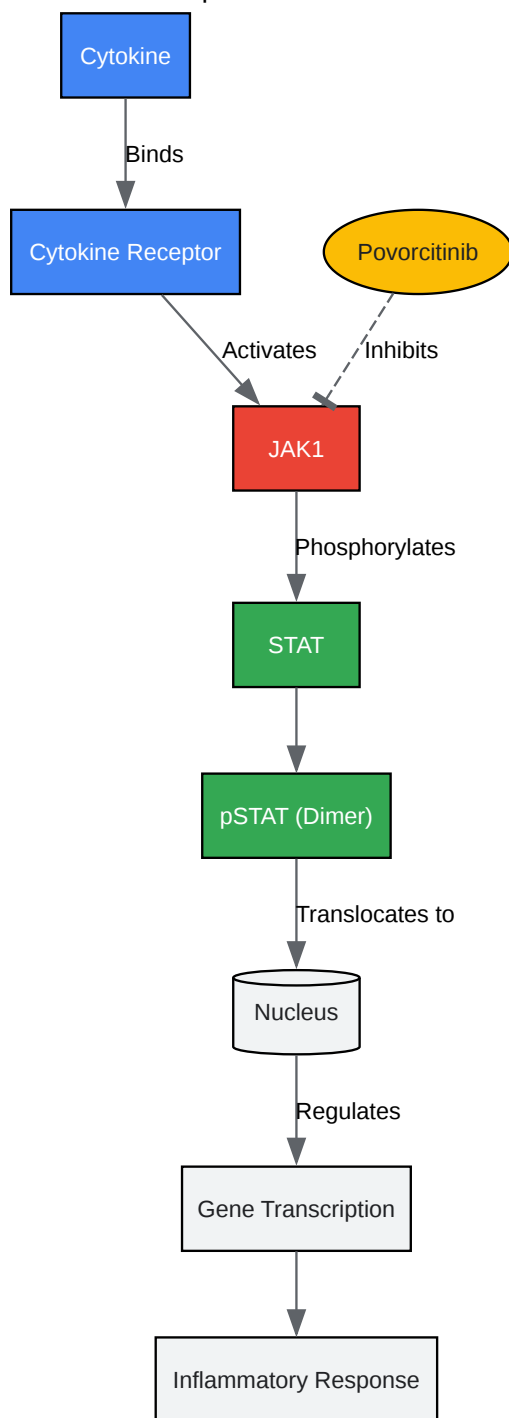 Cytokine
Binds
Cytokine Receptor
Povorcitinib
Activates
Inhibits
JAK1
Phosphorylates
STAT
pSTAT (Dimer)
Translocates to
Nucleus
Regulates
Gene Transcription
Inflammatory Response